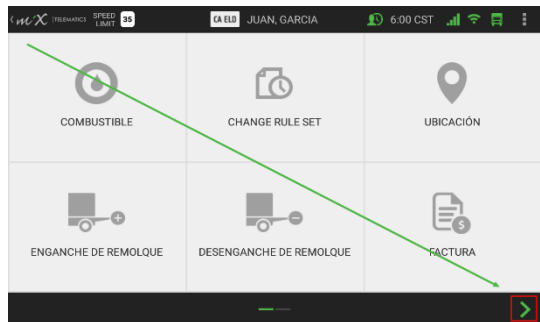 mX TELEMATICS SPEED LIMIT 35 CA ELD JUAN, GARCIA 6:00 CST
COMBUSTIBLE CHANGE RULE SET UBICACIÓN
ENGANCHE DE REMOLQUE DESENGANCHE DE REMOLQUE FACTURA